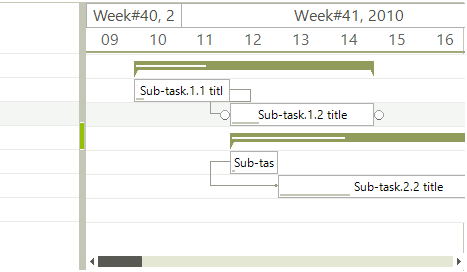 Week#40, 2 Week#41, 2010
09 10 11 12 13 14 15 16
Sub-task.1.1 titl
Sub-task.1.2 title
Sub-tas
Sub-task.2.2 title